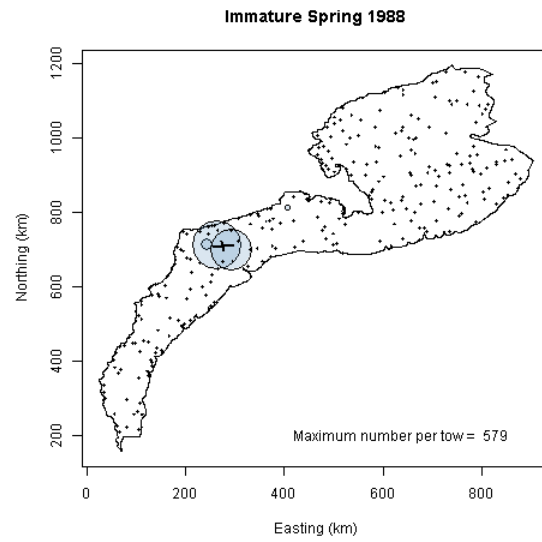 Immature Spring 1988
1200
1000
800
600
400
200
Northing (km)
Maximum number per tow = 579
0 200 400 600 800
Easting (km)